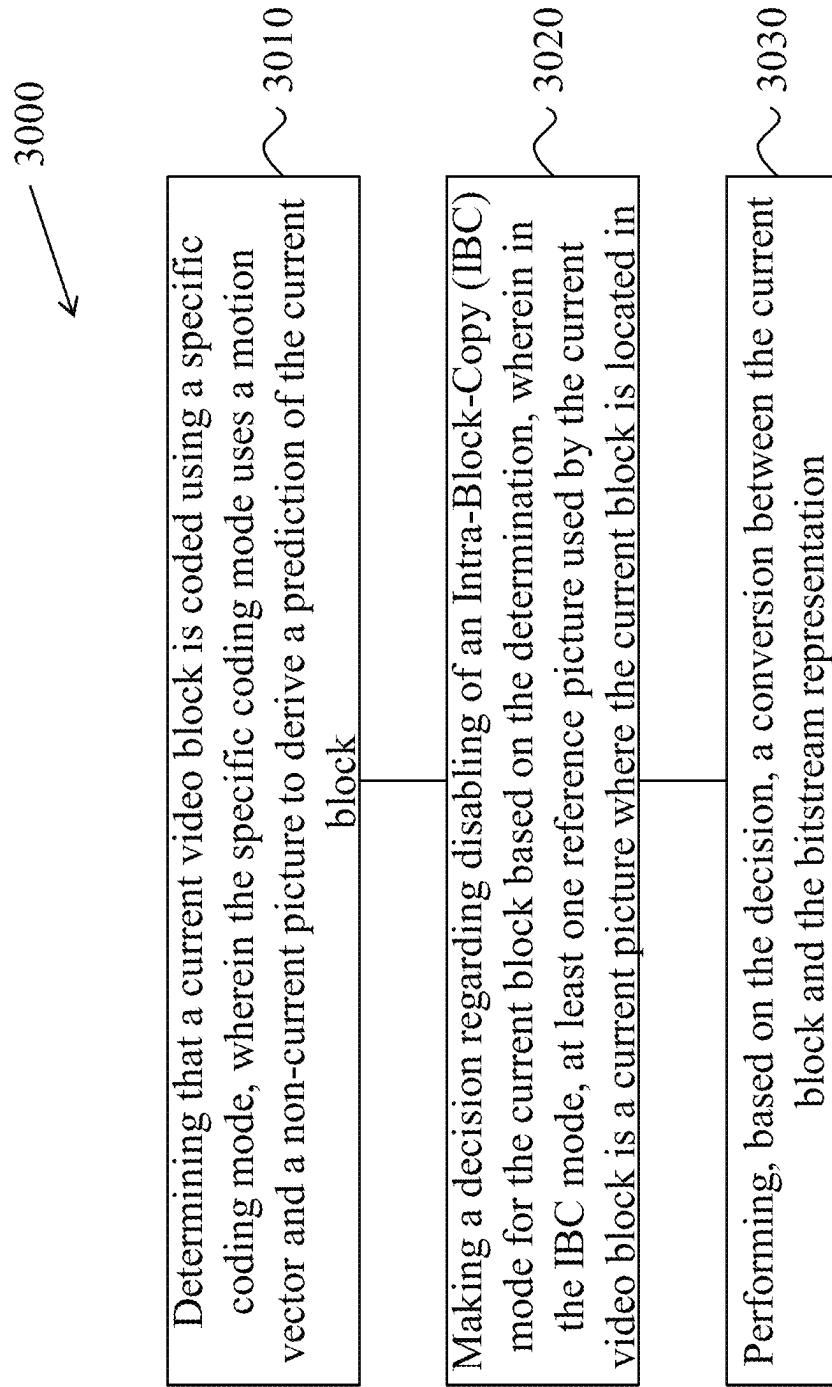 3000
Determining that a current video block is coded using a specific
coding mode, wherein the specific coding mode uses a motion
vector and a non-current picture to derive a prediction of the current
block
3010
Making a decision regarding disabling of an Intra-Block-Copy (IBC)
mode for the current block based on the determination, wherein in
the IBC mode, at least one reference picture used by the current
video block is a current picture where the current block is located in
3020
Performing, based on the decision, a conversion between the current
block and the bitstream representation
3030